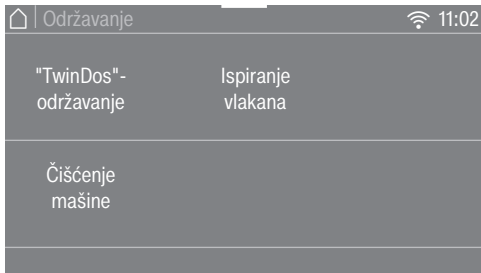 Održavanje
11:02
"TwinDos"-
održavanje
Ispiranje
vlakana
Čišćenje
mašine